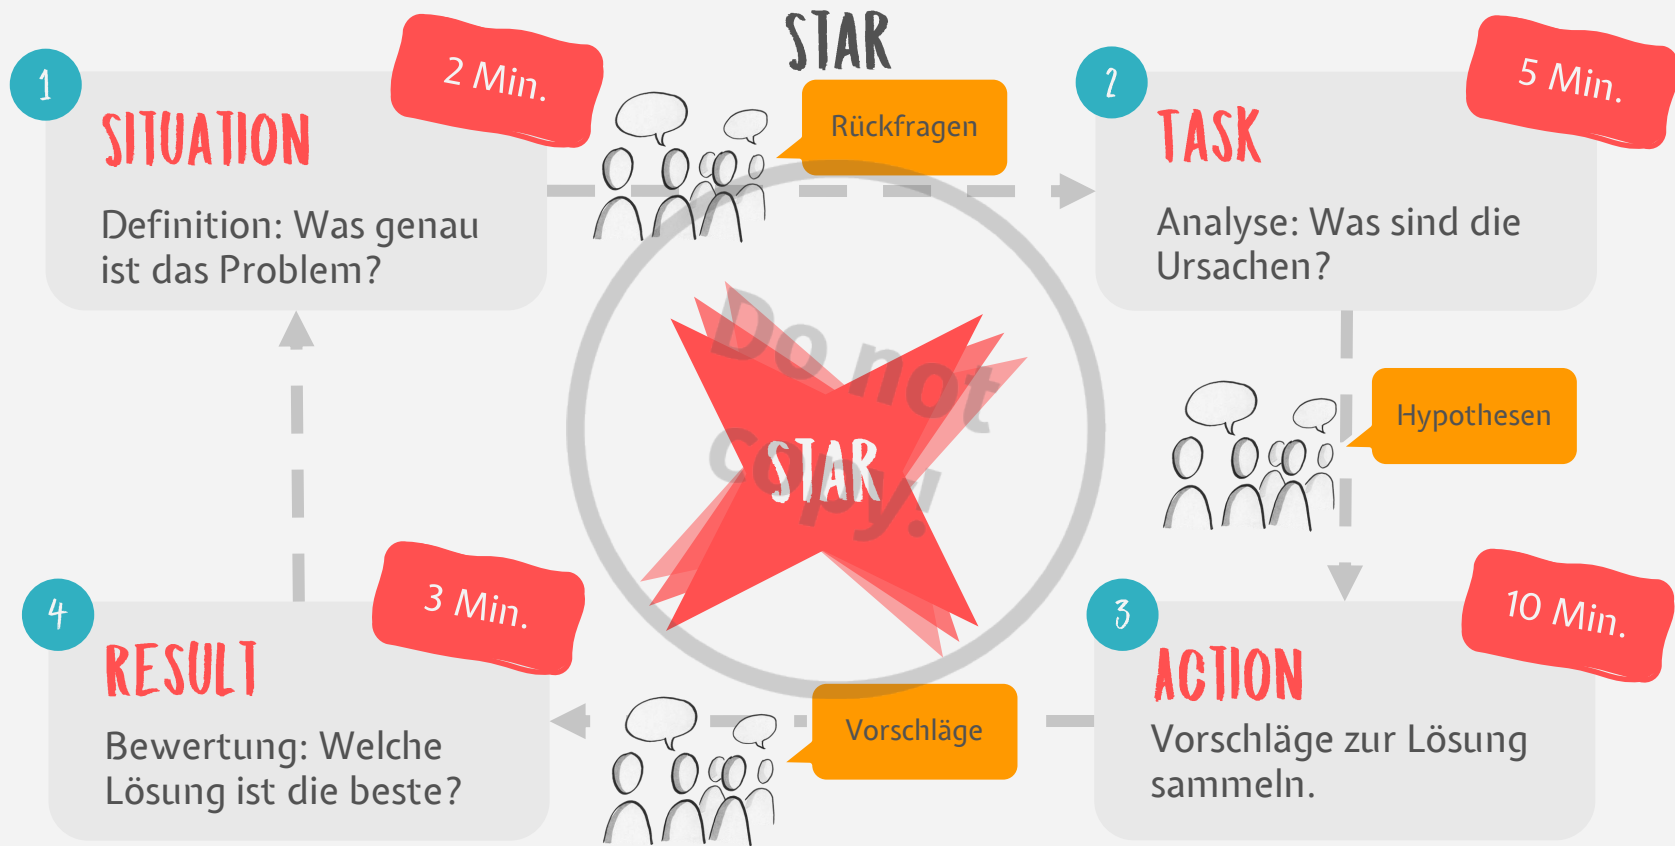 STAR
1
2 Min.
SITUATION
Definition: Was genau
ist das Problem?
Rückfragen
2
5 Min.
TASK
Analyse: Was sind die
Ursachen?
Hypothesen
Do not
copy!
STAR
3
10 Min.
ACTION
Vorschläge zur Lösung
sammeln.
Vorschläge
4
3 Min.
RESULT
Bewertung: Welche
Lösung ist die beste?